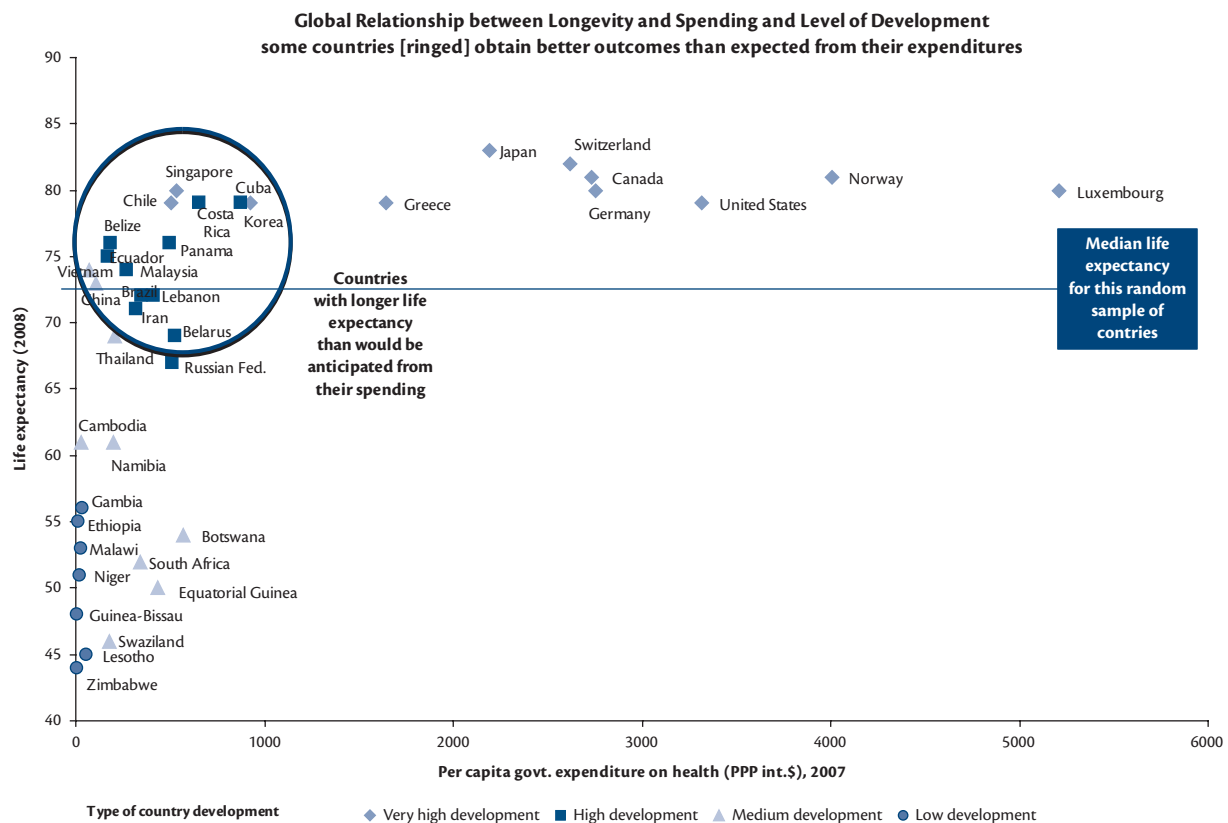 Global Relationship between Longevity and Spending and Level of Development
some countries [ringed] obtain better outcomes than expected from their expenditures
90
85
80
75
70
65
60
55
50
45
40
Life expectancy (2008)
Singapore
Chile
Cuba
Costa
Rica
Korea
Belize
Panama
Ecuador
Vietnam
Malaysia
China
Brazil
Lebanon
Iran
Belarus
Thailand
Russian Fed.
Greece
Japan
Switzerland
Canada
Germany
United States
Norway
Luxembourg
Countries
with longer life
expectancy
than would be
anticipated from
their spending
Median life
expectancy
for this random
sample of
contries
Cambodia
Namibia
Gambia
Ethiopia
Malawi
Niger
Botswana
South Africa
Equatorial Guinea
Guinea-Bissau
Swaziland
Lesotho
Zimbabwe
0
1000
2000
3000
4000
5000
6000
Per capita govt. expenditure on health (PPP int.$), 2007
Type of country development
Very high development
High development
Medium development
Low development